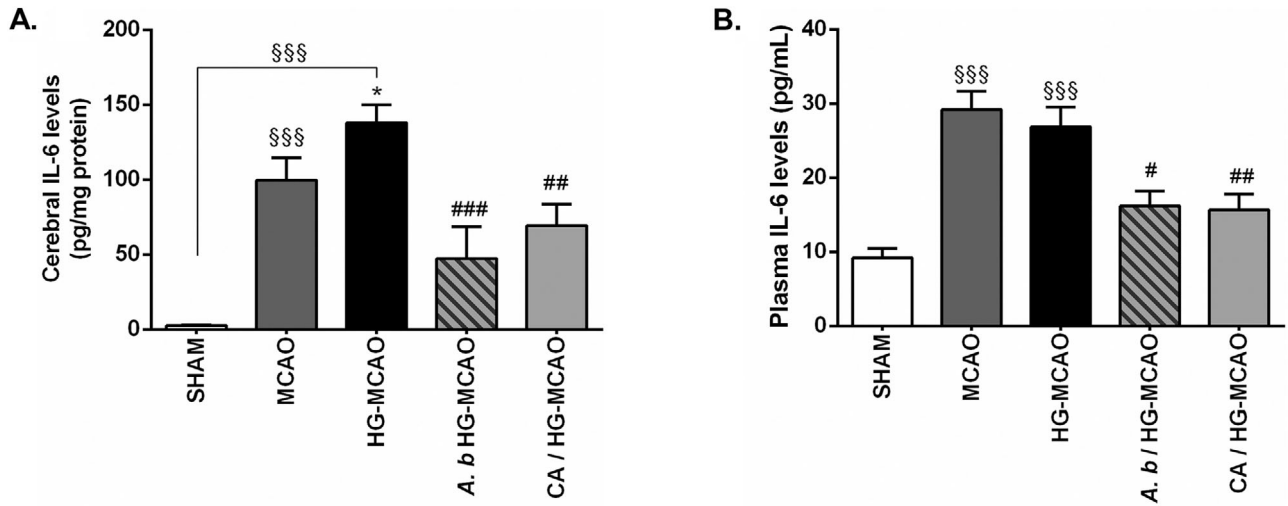 A.
Cerebral IL-6 levels
(pg/mg protein)
200
150
100
50
0
§§§
§§§
*
###
##
SHAM
MCAO
HG-MCAO
A. b HG-MCAO
CA / HG-MCAO
B.
Plasma IL-6 levels (pg/mL)
40
30
20
10
0
§§§
§§§
#
##
SHAM
MCAO
HG-MCAO
A. b / HG-MCAO
CA / HG-MCAO